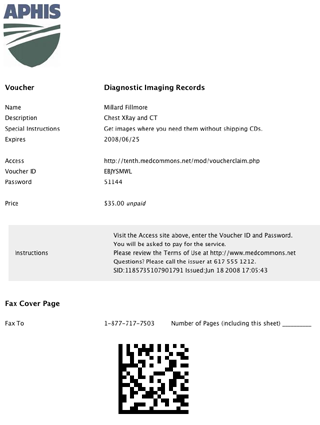 APHIS
Voucher Diagnostic Imaging Records
Name Millard Fillmore
Description Chest XRay and CT
Special Instructions Get images where you need them without shipping CDs.
Expires 2008/06/25
Access http://tenth.medcommons.net/mod/voucherclaim.php
Voucher ID EBJYSMWL
Password 51144
Price $35.00 unpaid
Instructions
Visit the Access site above, enter the Voucher ID and Password.
You will be asked to pay for the service.
Please review the Terms of Use at http://www.medcommons.net
Questions? Please call the issuer at 617 555 1212.
SID:1185735107901791 Issued:Jun 18 2008 17:05:43
Fax Cover Page
Fax To 1-877-717-7503 Number of Pages (including this sheet) ________